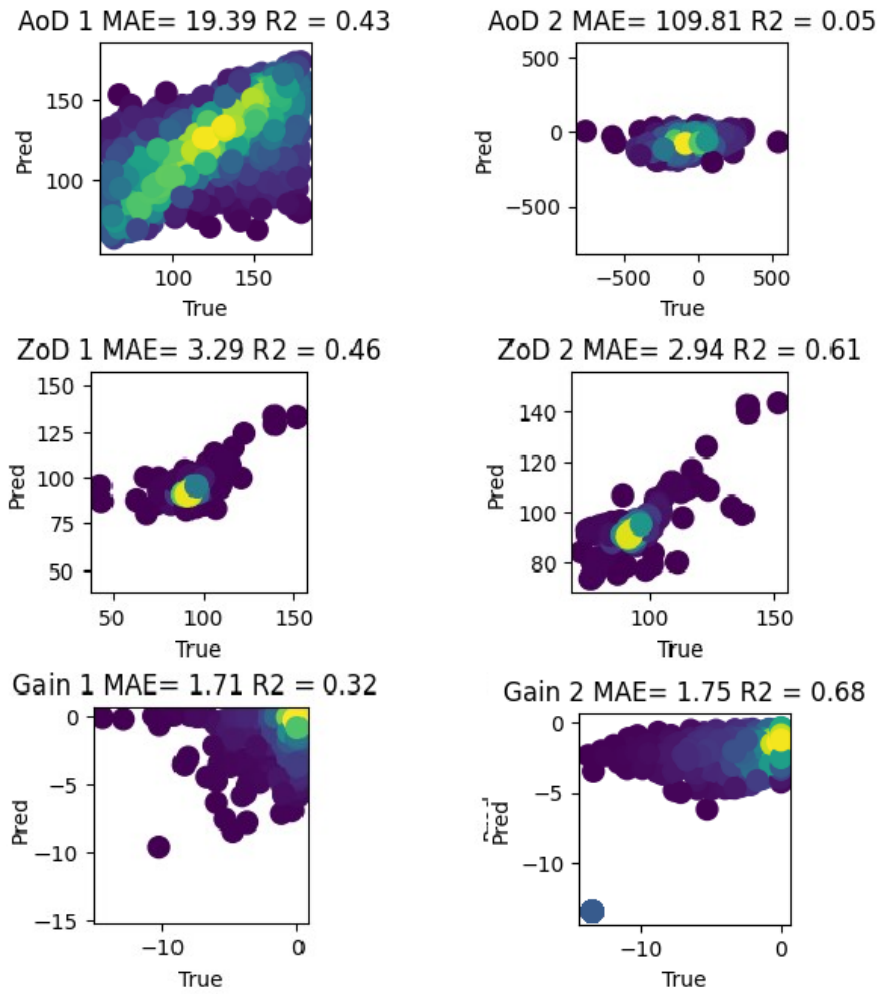 AoD 1 MAE= 19.39 R2 = 0.43
150
100
Pred
100
150
True
AoD 2 MAE= 109.81 R2 = 0.05
500
0
−500
Pred
−500
0
500
True
ZoD 1 MAE= 3.29 R2 = 0.46
150
125
100
75
50
Pred
50
100
150
True
ZoD 2 MAE= 2.94 R2 = 0.61
140
120
100
80
Pred
100
150
True
Gain 1 MAE= 1.71 R2 = 0.32
0
−5
−10
−15
Pred
−10
0
True
Gain 2 MAE= 1.75 R2 = 0.68
0
−5
−10
Pred
−10
0
True